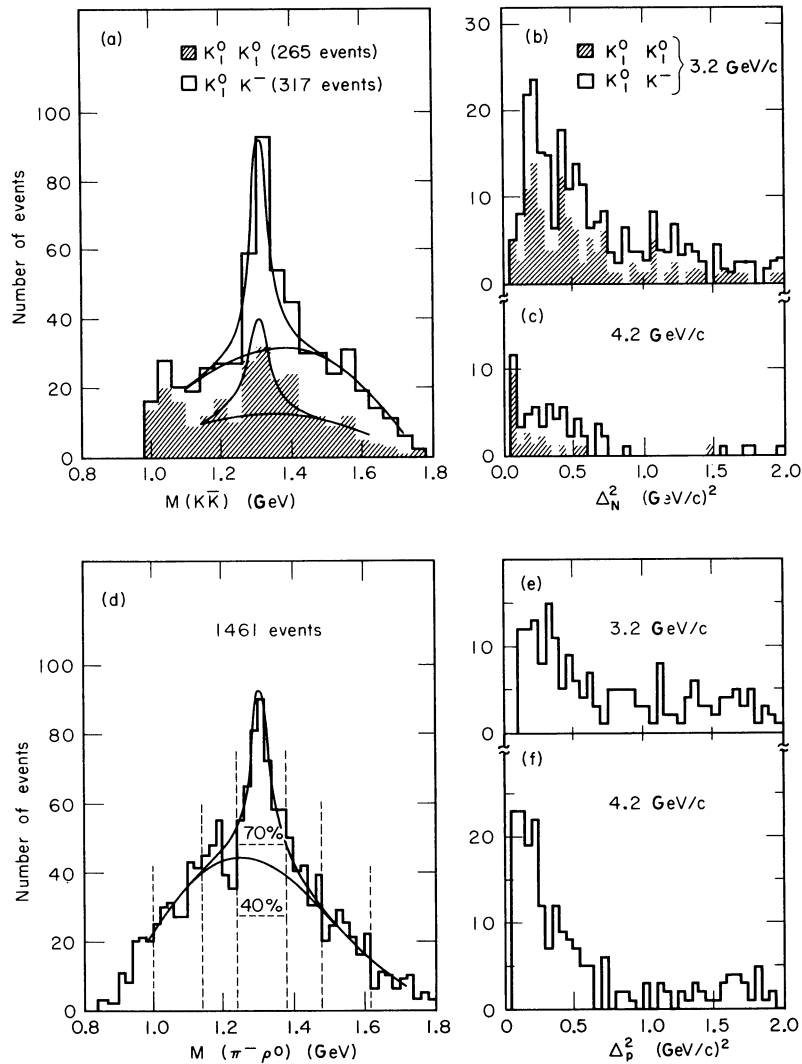 (a)
K₁⁰ K₁⁰ (265 events)
K₁⁰ K⁻ (317 events)
100
80
60
40
20
0
Number of events
0.8 1.0 1.2 1.4 1.6 1.8
M (KK̅) (GeV)
(b)
K₁⁰ K₁⁰
K₁⁰ K⁻
3.2 GeV/c
30
20
10
0
(c)
4.2 GeV/c
10
0
0.0 0.5 1.0 1.5 2.0
Δ²_N (GeV/c)²
(d)
1461 events
100
80
60
40
20
0
Number of events
70%
40%
0.8 1.0 1.2 1.4 1.6 1.8
M (π⁻ρ⁰) (GeV)
(e)
3.2 GeV/c
10
0
(f)
4.2 GeV/c
20
10
0
0 0.5 1.0 1.5 2.0
Δ²_P (GeV/c)²